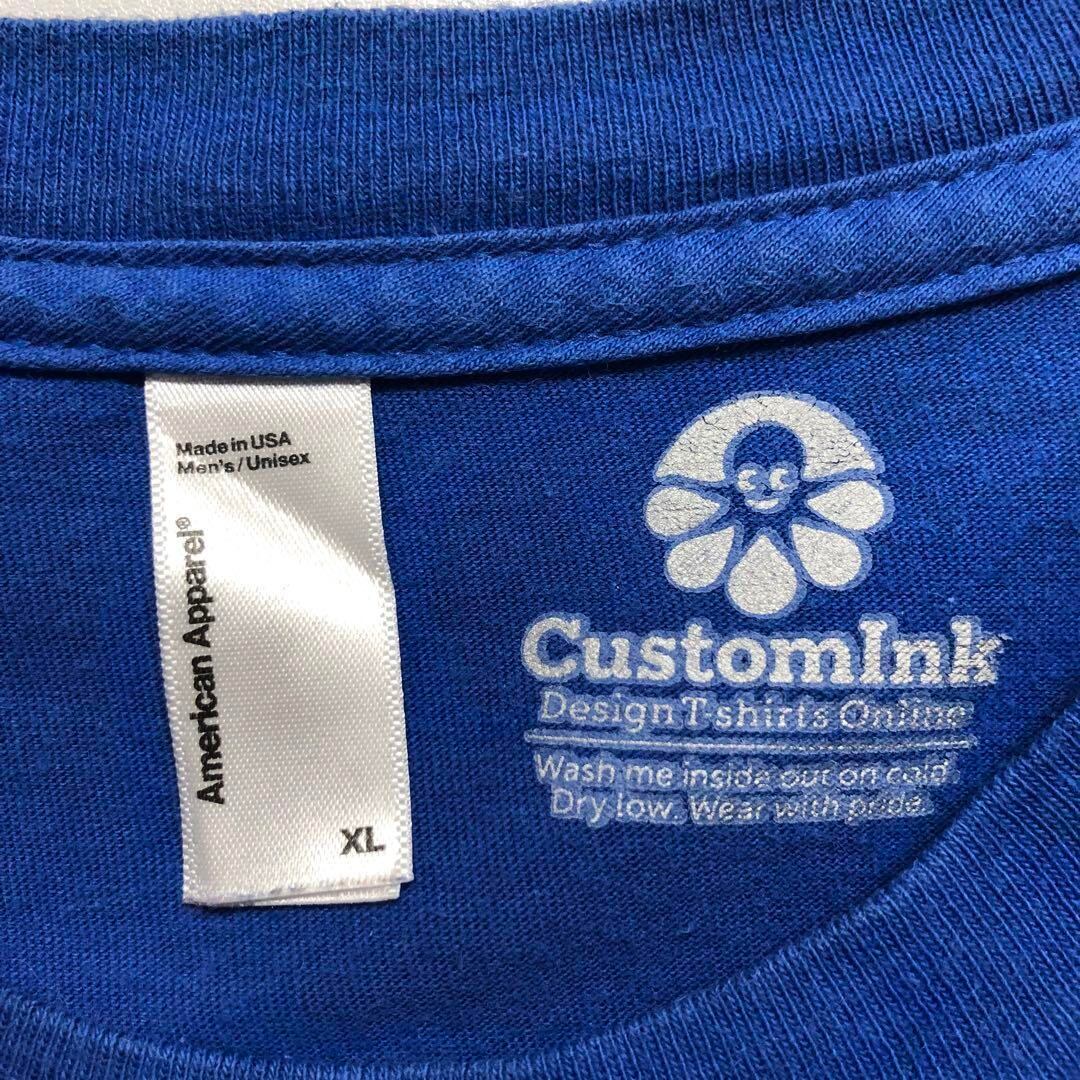 Made in USA
Men's/Unisex
American Apparel®
XL
CustomInk
Design T-shirts Online
Wash me inside out on cold.
Dry low. Wear with pride.